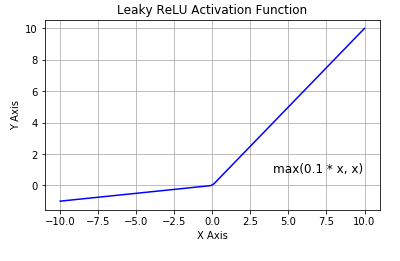 Leaky ReLU Activation Function
Y Axis
10
8
6
4
2
0
max(0.1 * x, x)
−10.0 −7.5 −5.0 −2.5 0.0 2.5 5.0 7.5 10.0
X Axis